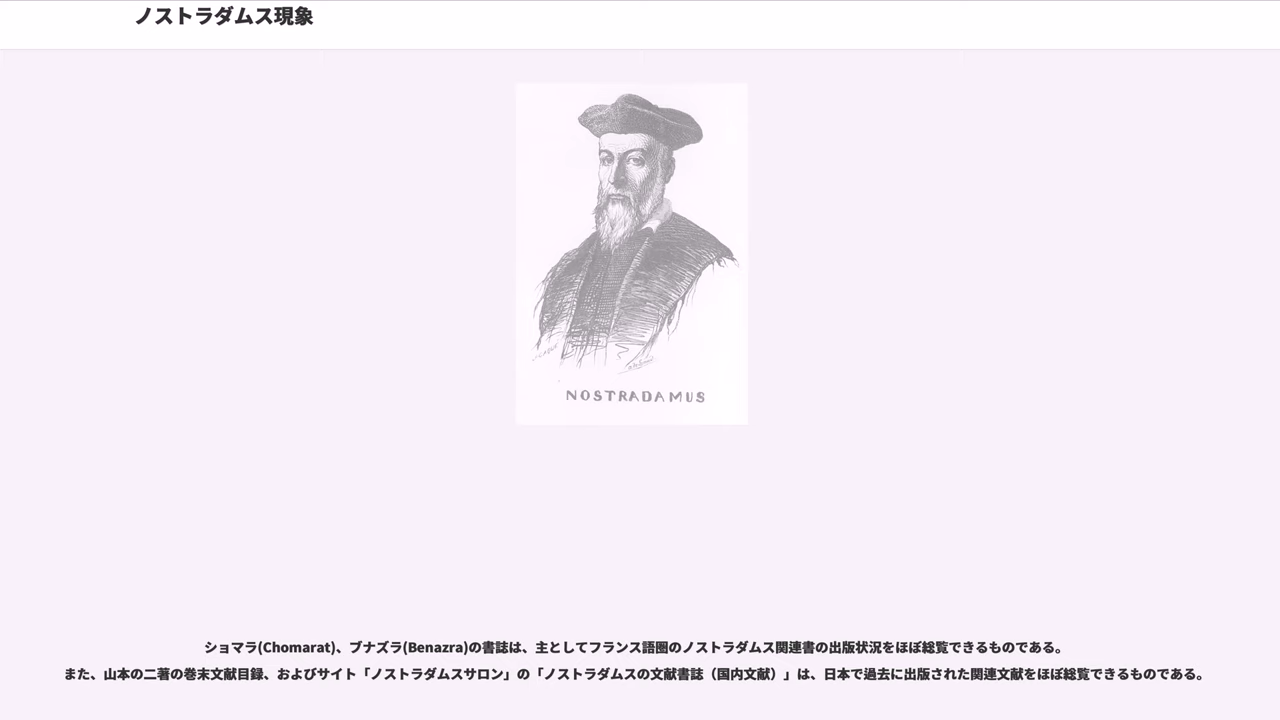 ノストラダムス現象
NOSTRADAMUS
ショマラ(Chomarat)、ブナズラ(Benazra)の書誌は、主としてフランス語圏のノストラダムス関連書の出版状況をほぼ総覧できるものである。
また、山本の二著の巻末文献目録、およびサイト「ノストラダムスサロン」の「ノストラダムスの文献書誌（国内文献）」は、日本で過去に出版された関連文献をほぼ総覧できるものである。